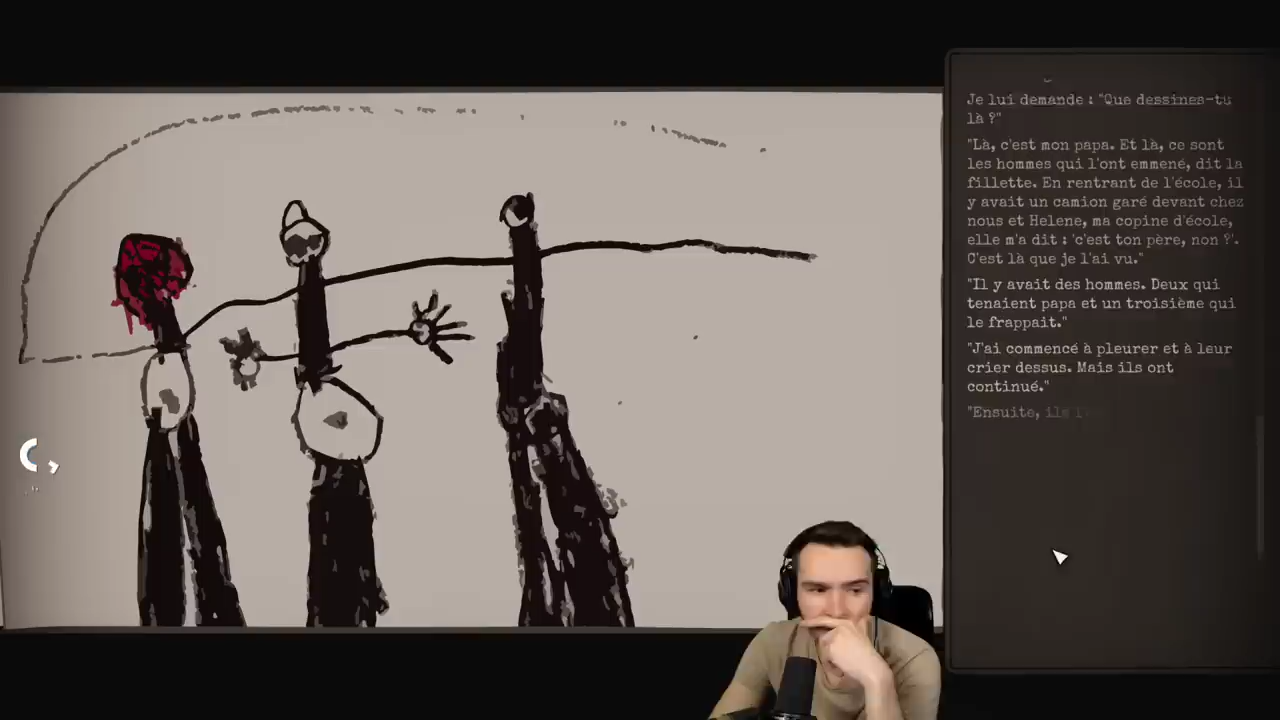 Je lui demande : "Que dessines-tu
là ?"
"Là, c'est mon papa. Et là, ce sont
les hommes qui l'ont emmené, dit la
fillette. En rentrant de l'école, il
y avait un camion garé devant chez
nous et Helene, ma copine d'école,
elle m'a dit : 'c'est ton père, non ?'.
C'est là que je l'ai vu."
"Il y avait des hommes. Deux qui
tenaient papa et un troisième qui
le frappait."
"J'ai commencé à pleurer et à leur
crier dessus. Mais ils ont
continué."
"Ensuite, ils